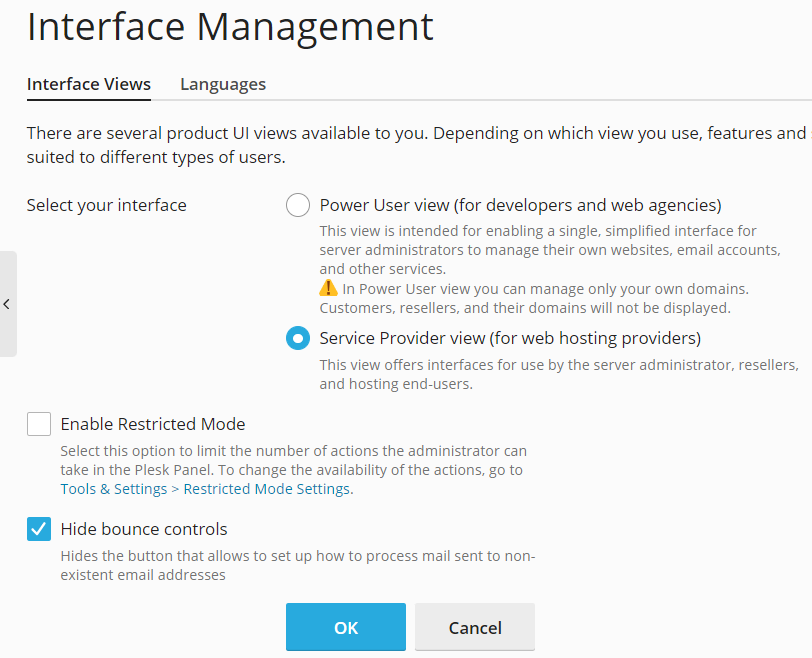 Interface Management
Interface Views
Languages
There are several product UI views available to you. Depending on which view you use, features and
suited to different types of users.
Select your interface
Power User view (for developers and web agencies)
This view is intended for enabling a single, simplified interface for
server administrators to manage their own websites, email accounts,
and other services.
In Power User view you can manage only your own domains.
Customers, resellers, and their domains will not be displayed.
Service Provider view (for web hosting providers)
This view offers interfaces for use by the server administrator, resellers,
and hosting end-users.
Enable Restricted Mode
Select this option to limit the number of actions the administrator can
take in the Plesk Panel. To change the availability of the actions, go to
Tools & Settings > Restricted Mode Settings.
Hide bounce controls
Hides the button that allows to set up how to process mail sent to non-
existent email addresses
OK
Cancel